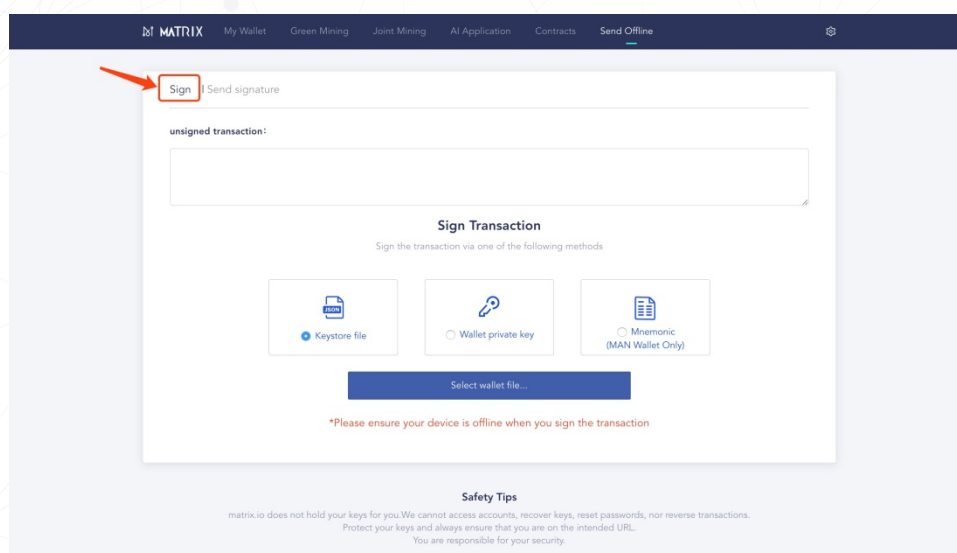 MATRIX My Wallet Green Mining Joint Mining AI Application Contracts Send Offline
Sign | Send signature
unsigned transaction:
Sign Transaction
Sign the transaction via one of the following methods
JSON
Keystore file
Wallet private key
Mnemonic
(MAN Wallet Only)
Select wallet file...
*Please ensure your device is offline when you sign the transaction
Safety Tips
matrix.io does not hold your keys for you.We cannot access accounts, recover keys, reset passwords, nor reverse transactions.
Protect your keys and always ensure that you are on the intended URL.
You are responsible for your security.